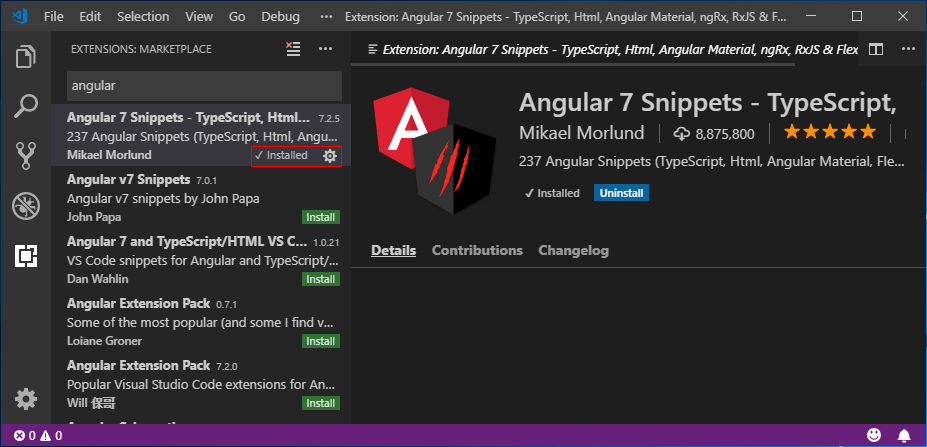 File Edit View Go Debug ··· Extension: Angular 7 Snippets - TypeScript, Html, Angular Material, ngRx, RxJS & F...
EXTENSIONS: MARKETPLACE
angular
Angular 7 Snippets - TypeScript, Html... 7.2.5
237 Angular Snippets (TypeScript, Html, Angu...
Mikael Morlund ✓ Installed
Angular v7 Snippets 7.0.1
Angular v7 snippets by John Papa
John Papa Install
Angular 7 and TypeScript/HTML VS C... 1.0.21
VS Code snippets for Angular and TypeScript/...
Dan Wahlin Install
Angular Extension Pack 0.7.1
Some of the most popular (and some I find v...
Loiane Groner Install
Angular Extension Pack 7.2.0
Popular Visual Studio Code extensions for An...
Will 保哥 Install
Extension: Angular 7 Snippets - TypeScript, Html, Angular Material, ngRx, RxJS & Flex
Angular 7 Snippets - TypeScript,
Mikael Morlund 8,875,800
237 Angular Snippets (TypeScript, Html, Angular Material, Fle...
✓ Installed Uninstall
Details Contributions Changelog
0 0